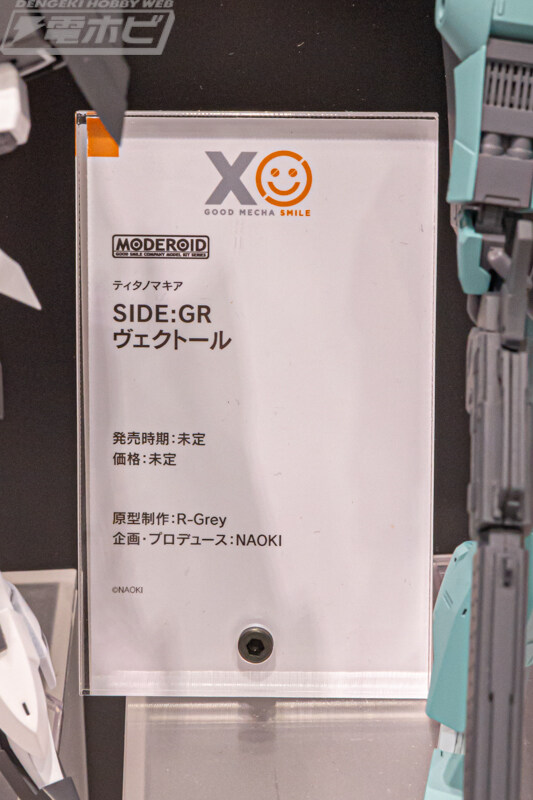 DENGEKI HOBBY WEB
電ホビ
XO
GOOD MECHA SMILE
MODEROID
GOOD SMILE COMPANY MODEL KIT SERIES
ティタノマキア
SIDE:GR
ヴェクトール
発売時期:未定
価格:未定
原型制作:R-Grey
企画・プロデュース:NAOKI
©NAOKI